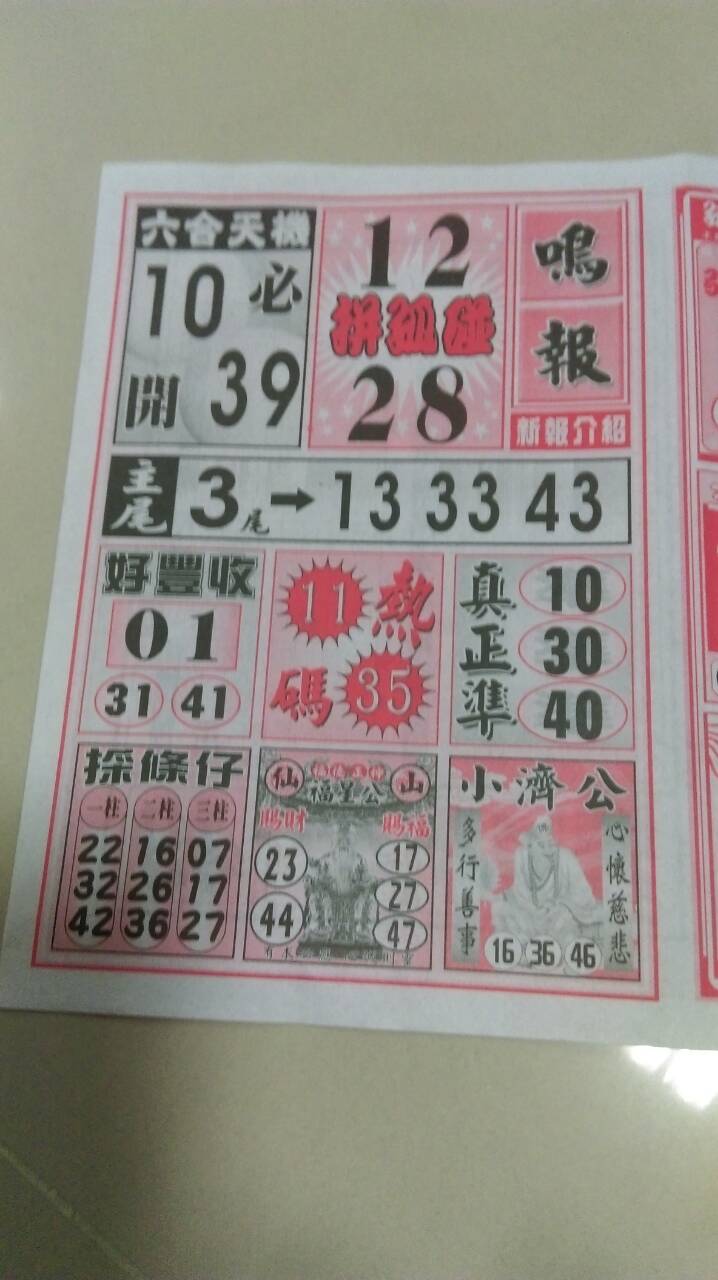 六合天機
10 必
開 39
12
拼孤碰
28
鳴報
新報介紹
主尾 3尾→13 33 43
好豐收
01
31 41
熱碼
11
35
真正準
10
30
40
採條仔
一柱 二柱 三柱
22 16 07
32 26 17
42 36 27
福德正神
仙 福星公 山
賜財 賜福
23 17
27
44 47
小濟公
多行善事
心懷慈悲
16 36 46